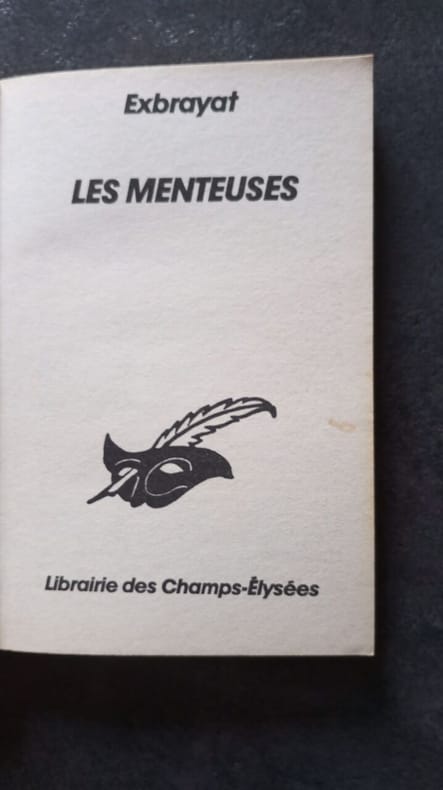 Exbrayat
LES MENTEUSES
Librairie des Champs-Élysées